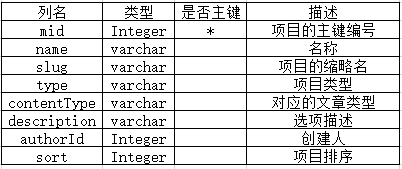 列名 类型 是否主键 描述
mid Integer * 项目的主键编号
name varchar 名称
slug varchar 项目的缩略名
type varchar 项目类型
contentType varchar 对应的文章类型
description varchar 选项描述
authorId Integer 创建人
sort Integer 项目排序